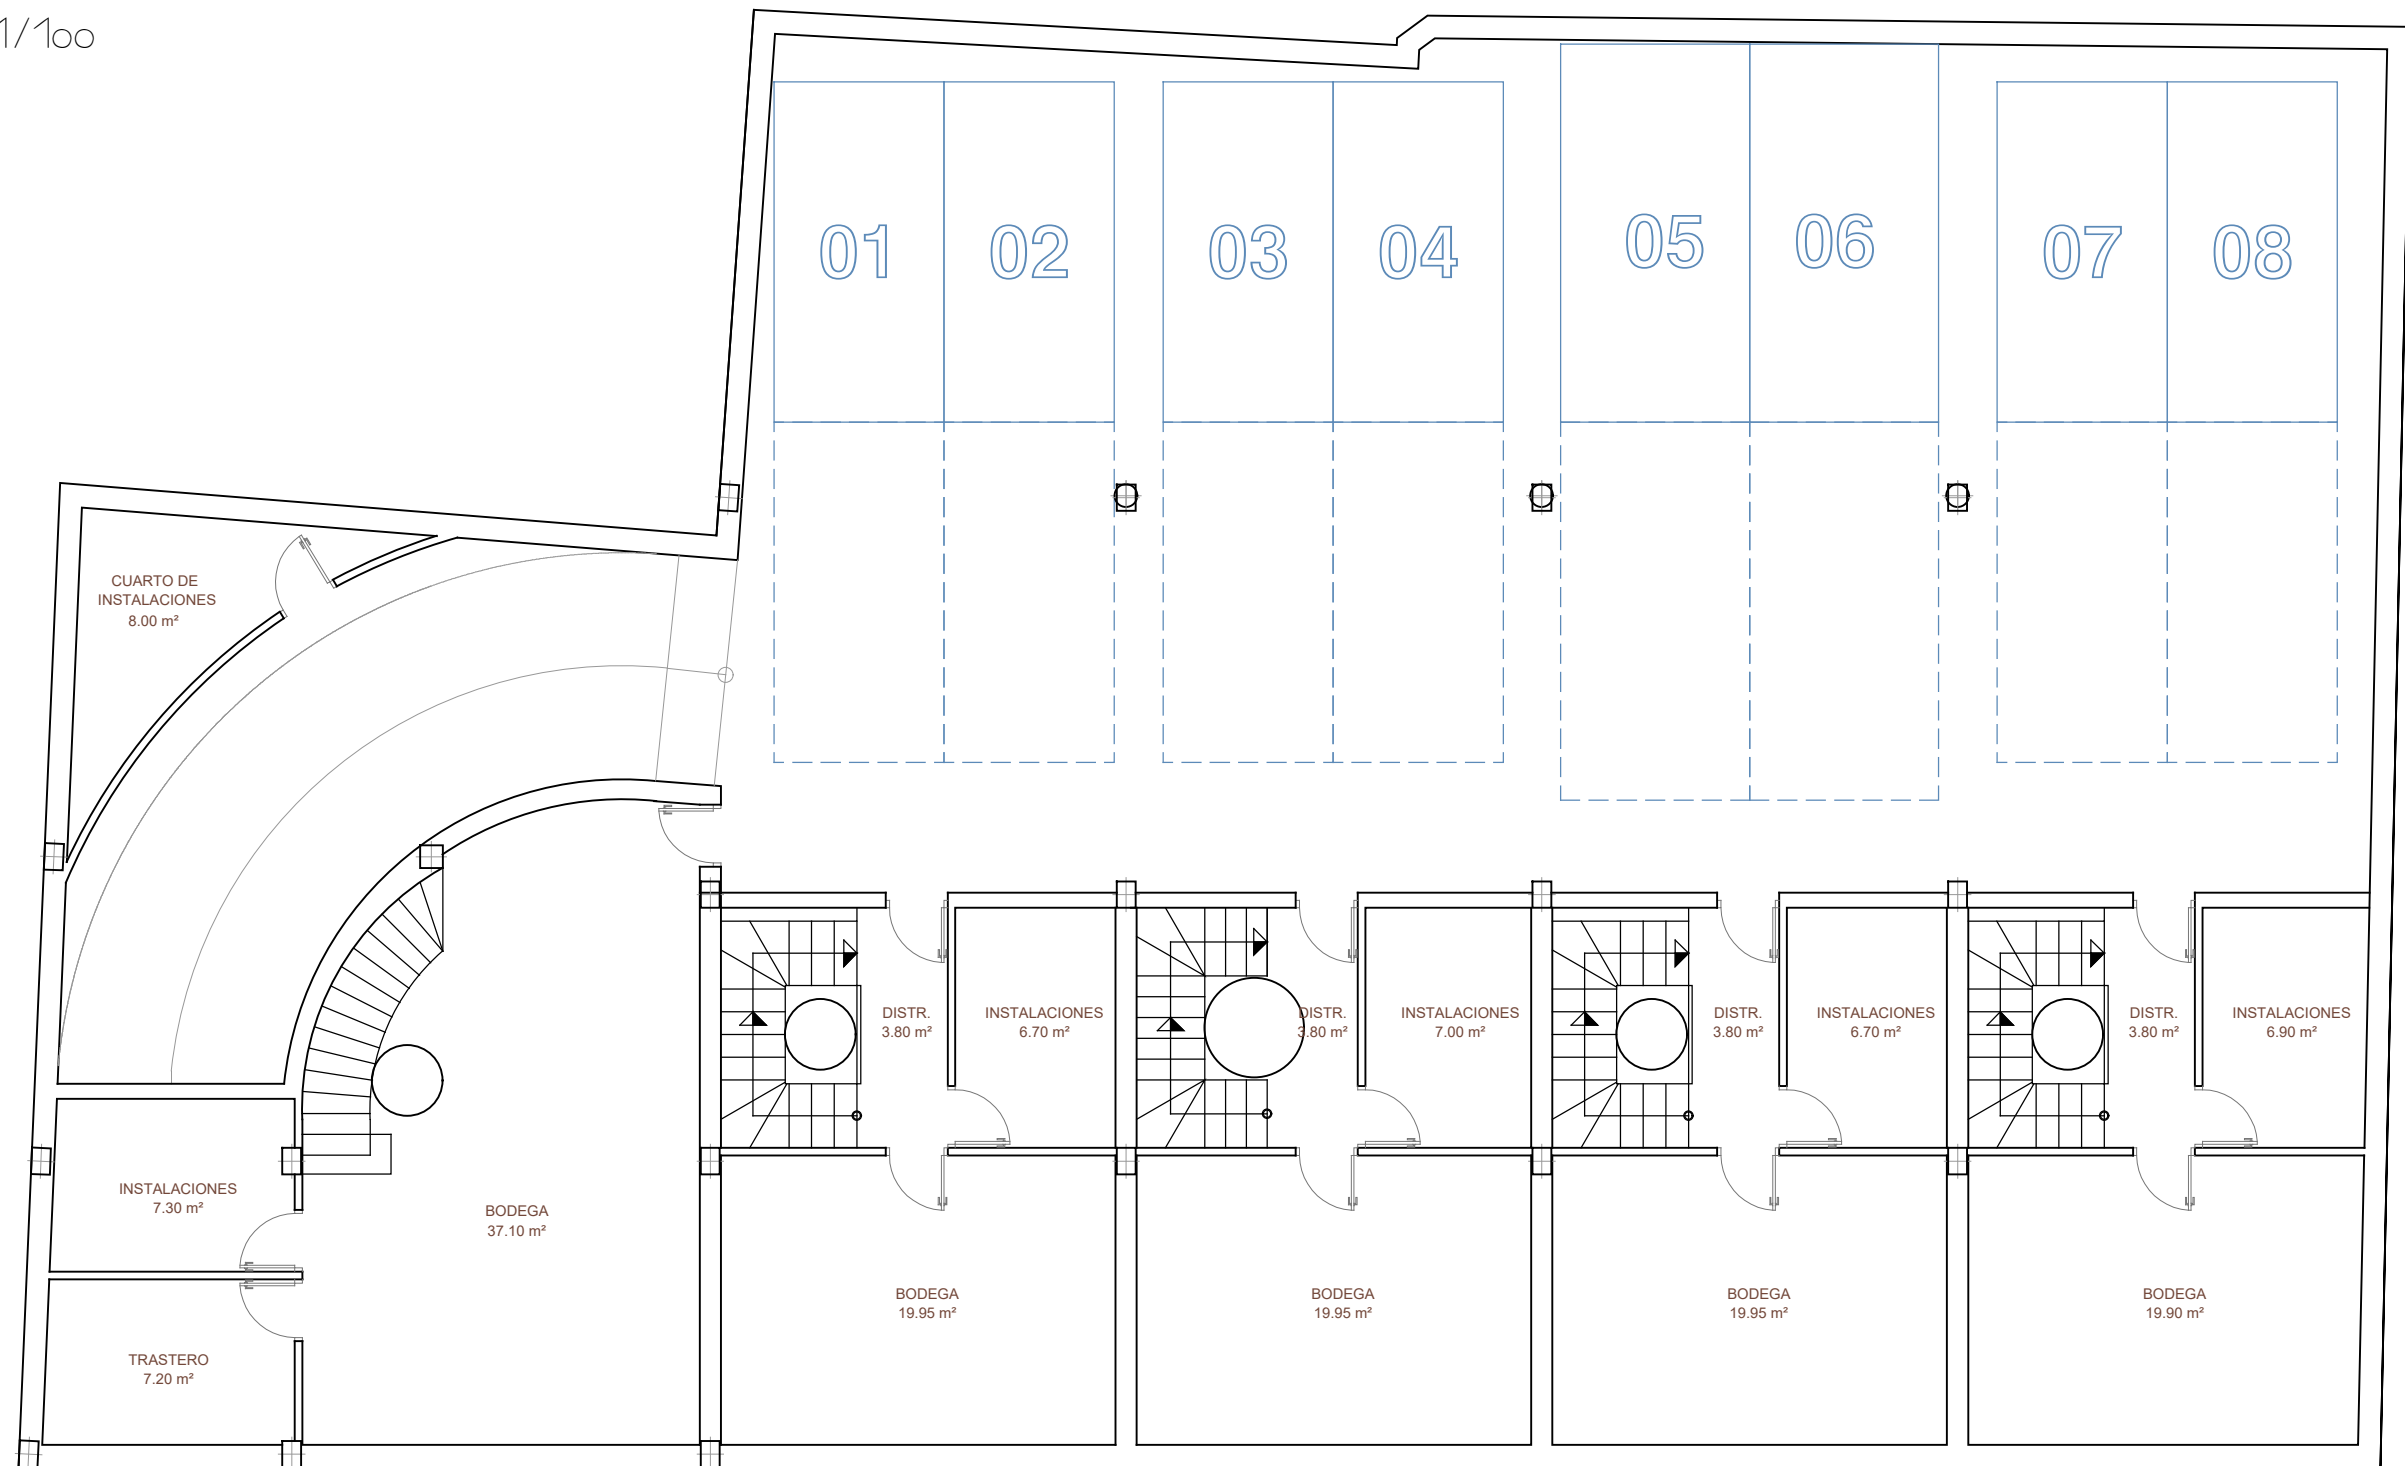 1/100
01
02
03
04
05
06
07
08
CUARTO DE
INSTALACIONES
8.00 m²
DISTR.
3.80 m²
INSTALACIONES
6.70 m²
DISTR.
3.80 m²
INSTALACIONES
7.00 m²
DISTR.
3.80 m²
INSTALACIONES
6.70 m²
DISTR.
3.80 m²
INSTALACIONES
6.90 m²
INSTALACIONES
7.30 m²
BODEGA
37.10 m²
BODEGA
19.95 m²
BODEGA
19.95 m²
BODEGA
19.95 m²
BODEGA
19.90 m²
TRASTERO
7.20 m²